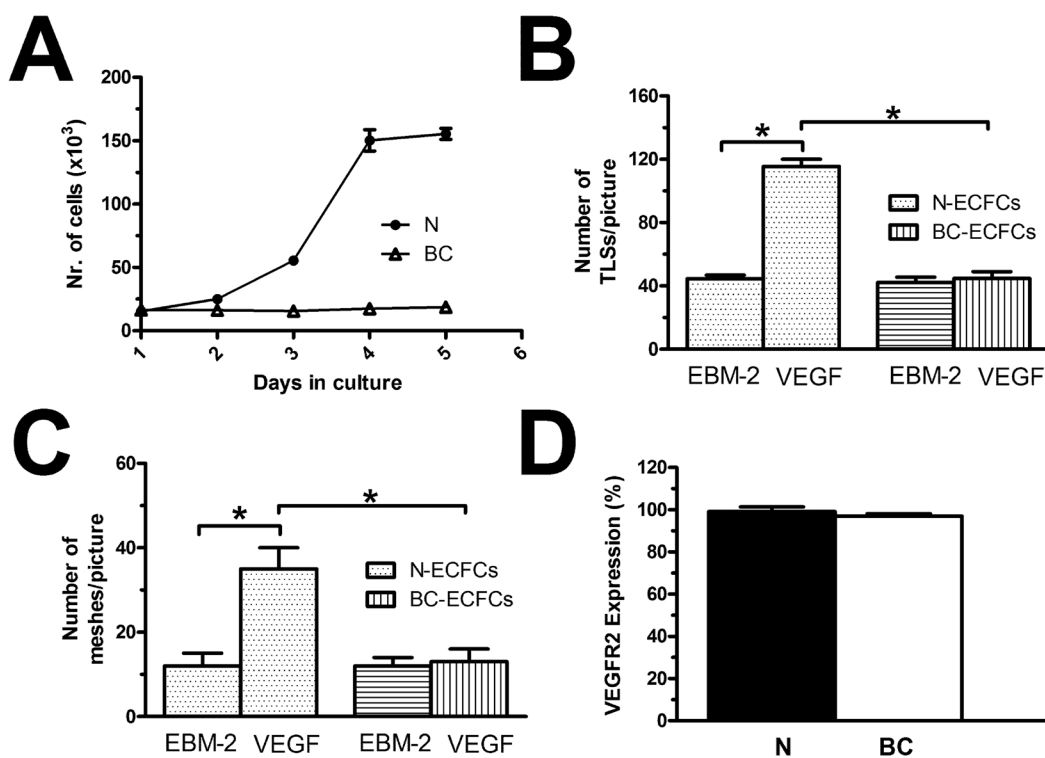 A
Nr. of cells (x10³)
200
150
100
50
0
N
BC
1 2 3 4 5 6
Days in culture
B
Number of
TLSs/picture
160
120
80
40
0
*
*
N-ECFCs
BC-ECFCs
EBM-2 VEGF EBM-2 VEGF
C
Number of
meshes/picture
60
40
20
0
*
*
N-ECFCs
BC-ECFCs
EBM-2 VEGF EBM-2 VEGF
D
VEGFR2 Expression (%)
120
100
80
60
40
20
0
N BC